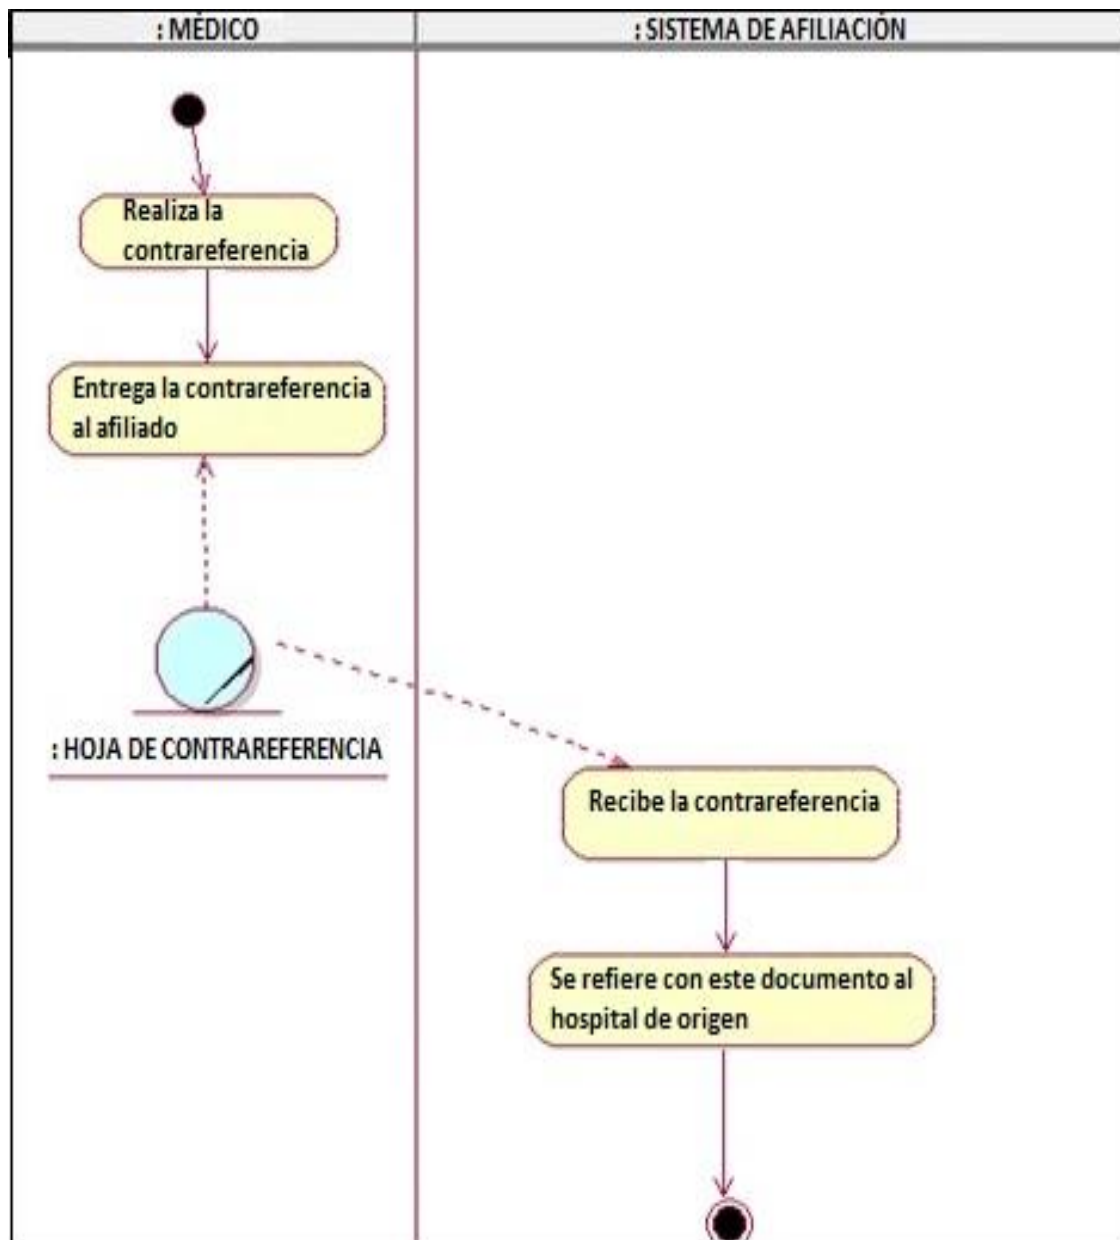 : MÉDICO
: SISTEMA DE AFILIACIÓN
Realiza la
contrareferencia
Entrega la contrareferencia
al afiliado
: HOJA DE CONTRAREFERENCIA
Recibe la contrareferencia
Se refiere con este documento al
hospital de origen